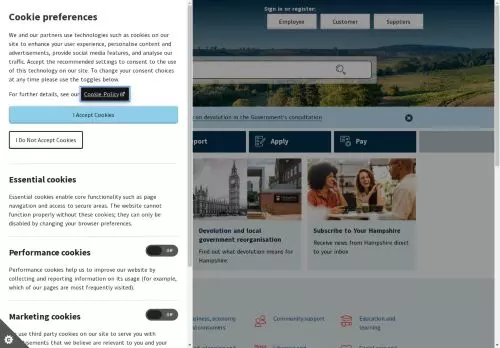 Cookie preferences
We and our partners use technologies such as cookies on our
site to enhance your user experience, personalise content and
advertisements, provide social media features, and analyse our
traffic. Accept the recommended settings to consent to the use
of this technology on our site. To change your consent choices
at any time please use the toggles below.
For further details, see our Cookie Policy
I Accept Cookies
I Do Not Accept Cookies
Essential cookies
Essential cookies enable core functionality such as page
navigation and access to secure areas. The website cannot
function properly without these cookies; they can only be
disabled by changing your browser preferences.
Performance cookies
Off
Performance cookies help us to improve our website by
collecting and reporting information on its usage (for example,
which of our pages are most frequently visited).
Marketing cookies
Off
use third party cookies on our site to serve you with
that we believe are relevant to you and your
Sign in or register:
Employee
Customer
Suppliers
on devolution in the Government's consultation
Apply
Pay
Devolution and local
government reorganisation
Find out what devolution means for
Hampshire
Subscribe to Your Hampshire
Receive news from Hampshire direct
to your inbox
economy
consumers
Community support
Education and
learning